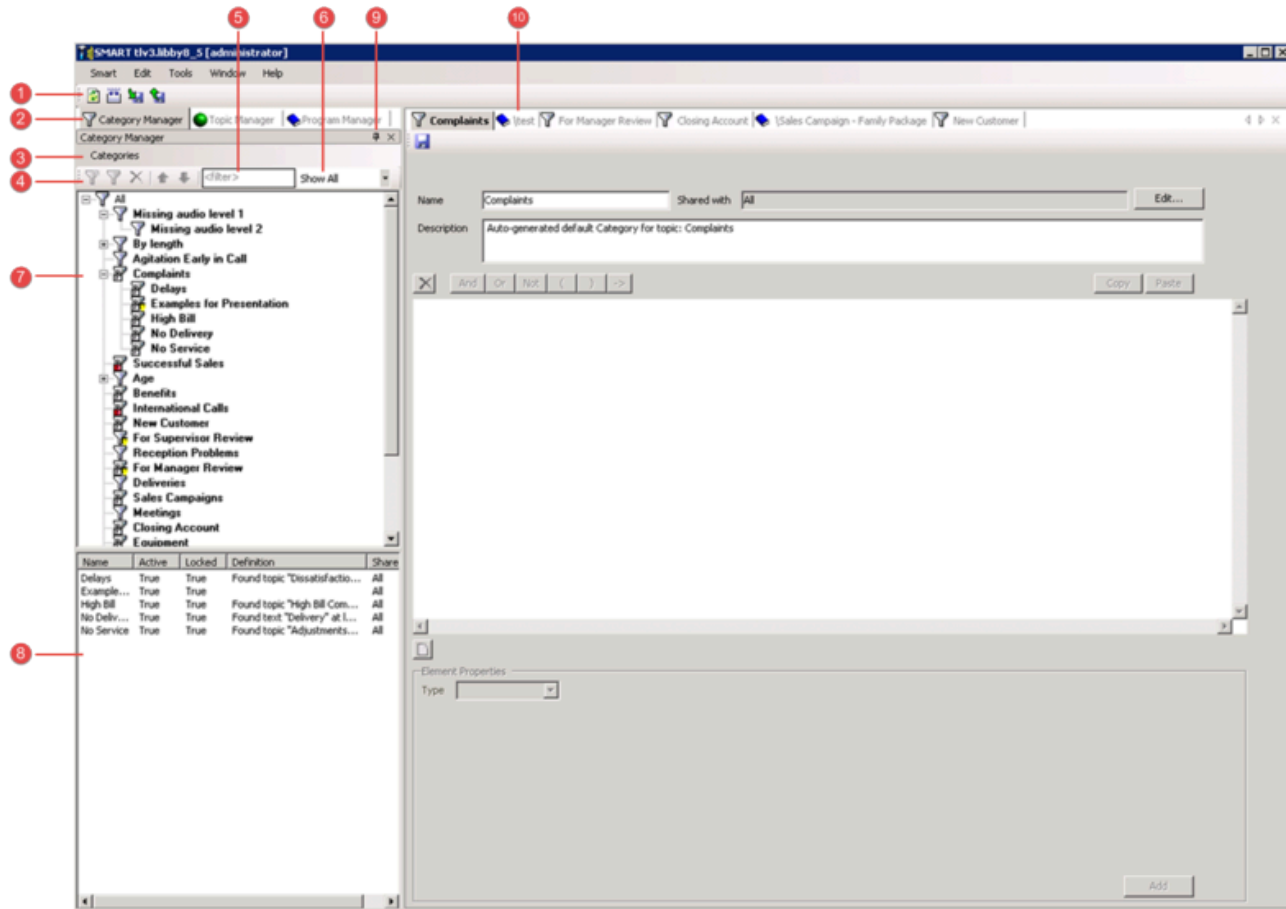 5 6 9 10
SMART tlv3.libby8_5 [administrator]
Smart Edit Tools Window Help
1
2
Category Manager Topic Manager Program Manager
Complaints \test For Manager Review Closing Account \Sales Campaign - Family Package New Customer
Category Manager
3
Categories
4
<filter> Show All
All
Missing audio level 1
Missing audio level 2
By length
Agitation Early in Call
7
Complaints
Delays
Examples for Presentation
High Bill
No Delivery
No Service
Successful Sales
Age
Benefits
International Calls
New Customer
For Supervisor Review
Reception Problems
For Manager Review
Deliveries
Sales Campaigns
Meetings
Closing Account
Equipment
Name Active Locked Definition Share
Delays True True Found topic "Dissatisfactio... All
Example... True True All
High Bill True True Found topic "High Bill Com... All
No Deliv... True True Found text "Delivery" at l... All
No Service True True Found topic "Adjustments... All
8
Name Complaints Shared with All Edit...
Description Auto-generated default Category for topic: Complaints
And Or Not ( ) -> Copy Paste
Element Properties
Type
Add